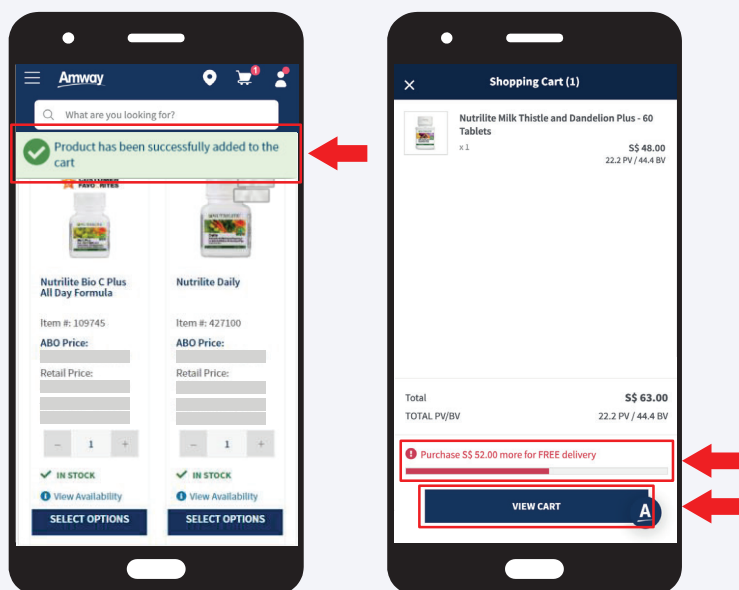 Amway
1
What are you looking for?
Product has been successfully added to the
cart
CUSTOMER
Nutrilite Bio C Plus
All Day Formula
Item #: 109745
ABO Price:
Retail Price:
– 1 +
IN STOCK
View Availability
SELECT OPTIONS
Nutrilite Daily
Item #: 427100
ABO Price:
Retail Price:
– 1 +
IN STOCK
View Availability
SELECT OPTIONS
Shopping Cart (1)
Nutrilite Milk Thistle and Dandelion Plus - 60
Tablets
x 1
S$ 48.00
22.2 PV / 44.4 BV
Total S$ 63.00
TOTAL PV/BV 22.2 PV / 44.4 BV
Purchase S$ 52.00 more for FREE delivery
VIEW CART
A